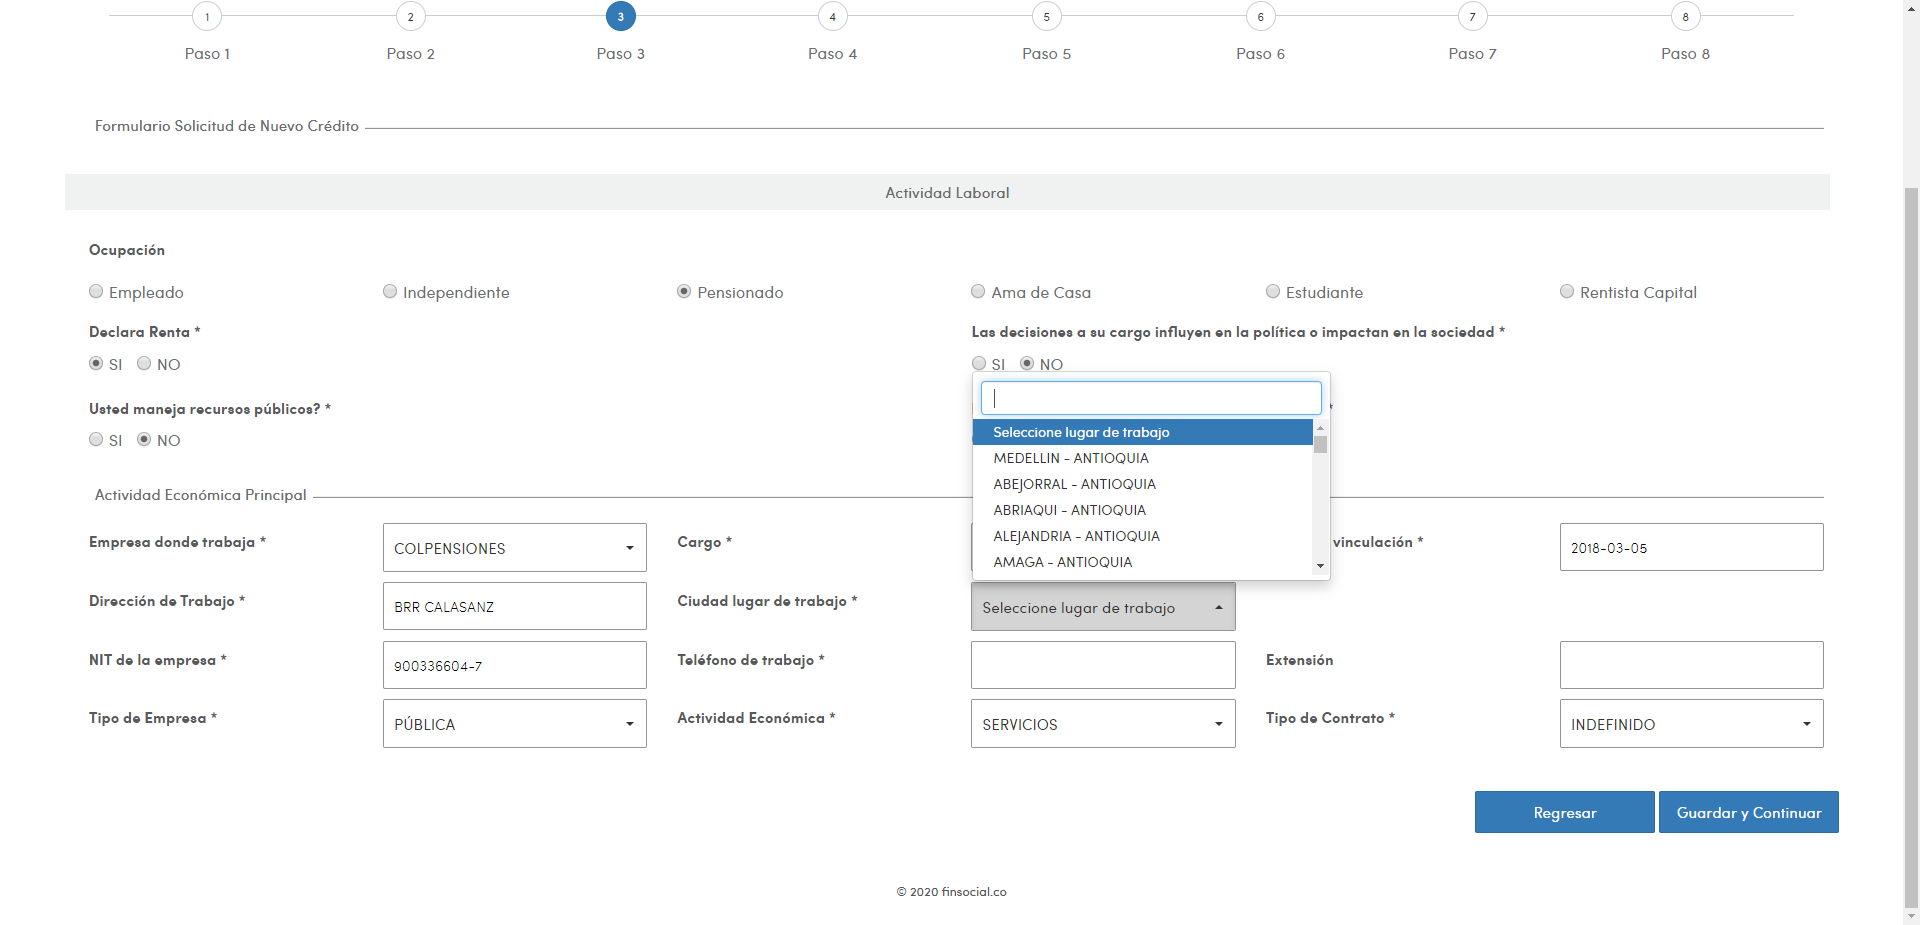 1 2 3 4 5 6 7 8
Paso 1 Paso 2 Paso 3 Paso 4 Paso 5 Paso 6 Paso 7 Paso 8
Formulario Solicitud de Nuevo Crédito
Actividad Laboral
Ocupación
Empleado Independiente Pensionado Ama de Casa Estudiante Rentista Capital
Declara Renta * Las decisiones a su cargo influyen en la política o impactan en la sociedad *
SI NO SI NO
Usted maneja recursos públicos? * *
SI NO
Seleccione lugar de trabajo
MEDELLIN - ANTIOQUIA
ABEJORRAL - ANTIOQUIA
ABRIAQUI - ANTIOQUIA
ALEJANDRIA - ANTIOQUIA
AMAGA - ANTIOQUIA
Actividad Económica Principal
Empresa donde trabaja * COLPENSIONES Cargo * vinculación * 2018-03-05
Dirección de Trabajo * BRR CALASANZ Ciudad lugar de trabajo * Seleccione lugar de trabajo
NIT de la empresa * 900336604-7 Teléfono de trabajo * Extensión
Tipo de Empresa * PÚBLICA Actividad Económica * SERVICIOS Tipo de Contrato * INDEFINIDO
Regresar Guardar y Continuar
© 2020 finsocial.co